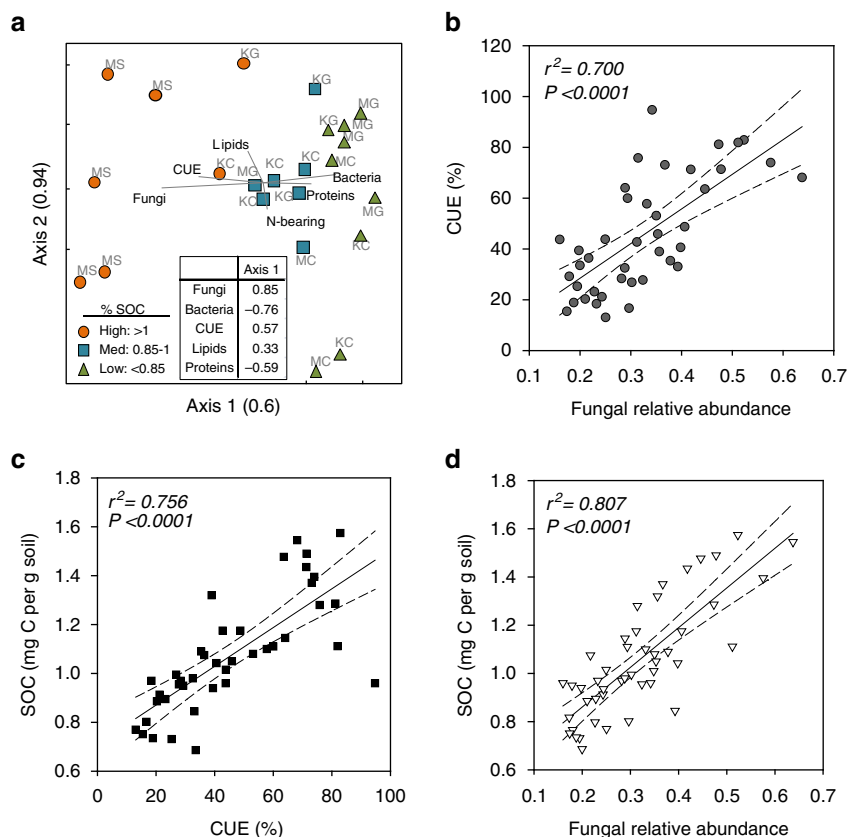 a
MS
MS
KG
KG
MG
KG
MG
MG
Lipids
MC
KC
KC
KC
CUE
MG
Bacteria
MS
Fungi
KG
Proteins
KC
MG
N-bearing
MC
KC
MS
MS
KC
MC
Axis 2 (0.94)
Axis 1 (0.6)
% SOC
High: >1
Med: 0.85-1
Low: <0.85
Axis 1
Fungi 0.85
Bacteria –0.76
CUE 0.57
Lipids 0.33
Proteins –0.59
b
r²= 0.700
P <0.0001
CUE (%)
120
100
80
60
40
20
0
0.1 0.2 0.3 0.4 0.5 0.6 0.7
Fungal relative abundance
c
r²= 0.756
P <0.0001
SOC (mg C per g soil)
1.8
1.6
1.4
1.2
1.0
0.8
0.6
0 20 40 60 80 100
CUE (%)
d
r²= 0.807
P <0.0001
SOC (mg C per g soil)
1.8
1.6
1.4
1.2
1.0
0.8
0.6
0.1 0.2 0.3 0.4 0.5 0.6 0.7
Fungal relative abundance